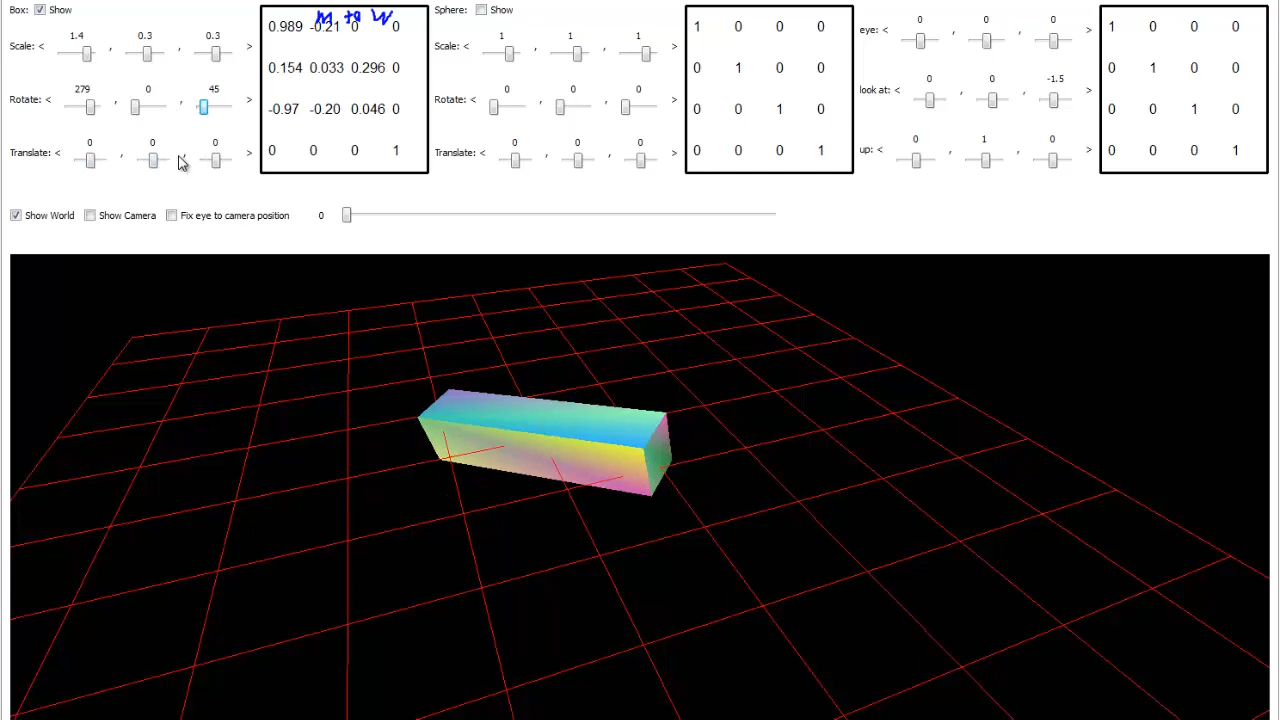 Box: Show
M to W
Sphere: Show
1.4 0.3 0.3
Scale: < , , >
279 0 45
Rotate: < , , >
0 0 0
Translate: < , , >
0.989 -0.21 0 0
0.154 0.033 0.296 0
-0.97 -0.20 0.046 0
0 0 0 1
1 1 1
Scale: < , , >
0 0 0
Rotate: < , , >
0 0 0
Translate: < , , >
1 0 0 0
0 1 0 0
0 0 1 0
0 0 0 1
0 0 0
eye: < , , >
0 0 -1.5
look at: < , , >
0 1 0
up: < , , >
1 0 0 0
0 1 0 0
0 0 1 0
0 0 0 1
Show World Show Camera Fix eye to camera position 0